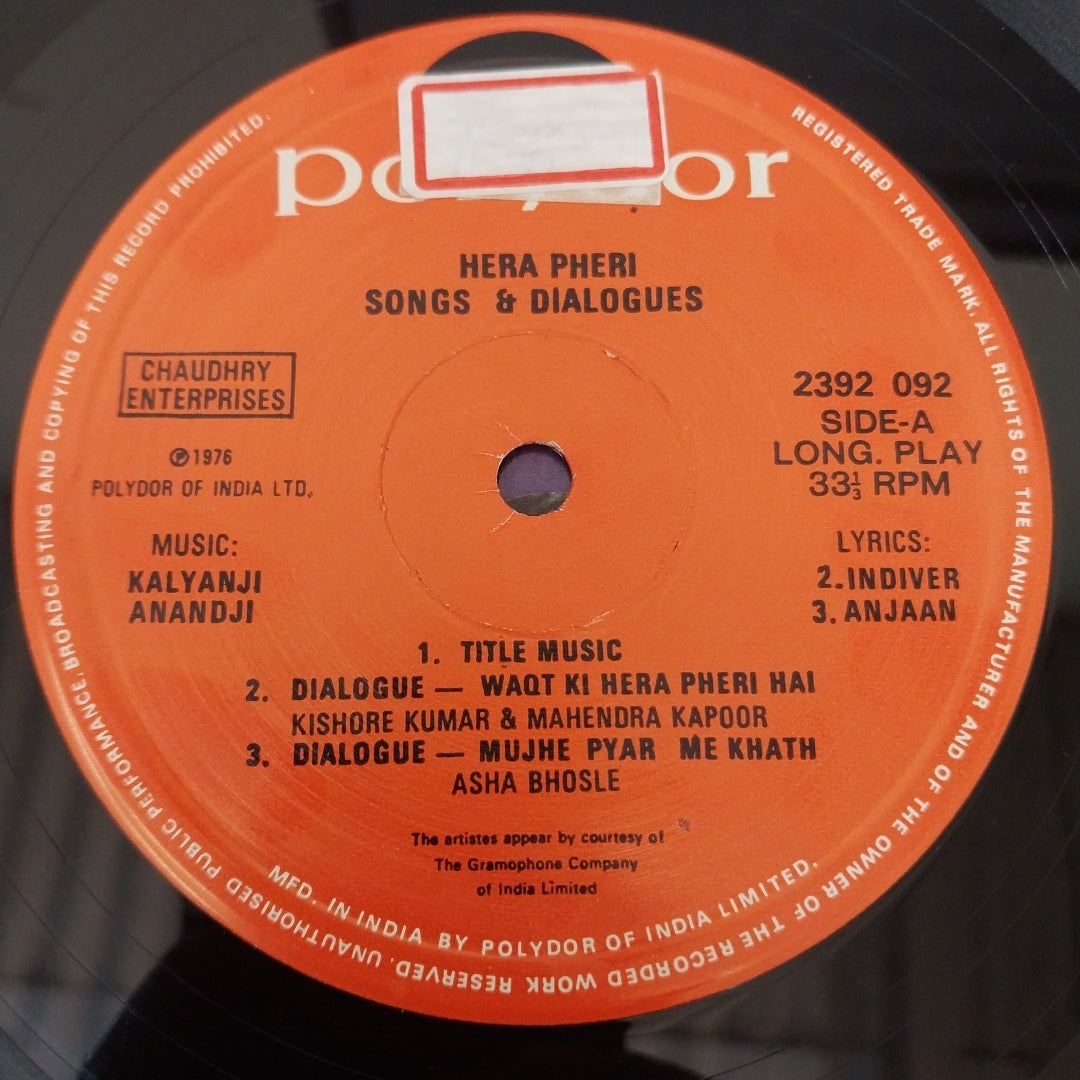 HERA PHERI
SONGS & DIALOGUES
CHAUDHRY
ENTERPRISES
℗ 1976
POLYDOR OF INDIA LTD.
2392 092
SIDE-A
LONG. PLAY
33⅓ RPM
MUSIC:
KALYANJI
ANANDJI
LYRICS:
2. INDIVER
3. ANJAAN
1. TITLE MUSIC
2. DIALOGUE — WAQT KI HERA PHERI HAI
KISHORE KUMAR & MAHENDRA KAPOOR
3. DIALOGUE — MUJHE PYAR ME KHATH
ASHA BHOSLE
The artistes appear by courtesy of
The Gramophone Company
of India Limited
MFD. IN INDIA BY POLYDOR OF INDIA LIMITED.
REGISTERED TRADE MARK. ALL RIGHTS OF THE MANUFACTURER AND OF THE OWNER OF THE RECORDED WORK RESERVED. UNAUTHORISED PUBLIC PERFORMANCE, BROADCASTING AND COPYING OF THIS RECORD PROHIBITED.